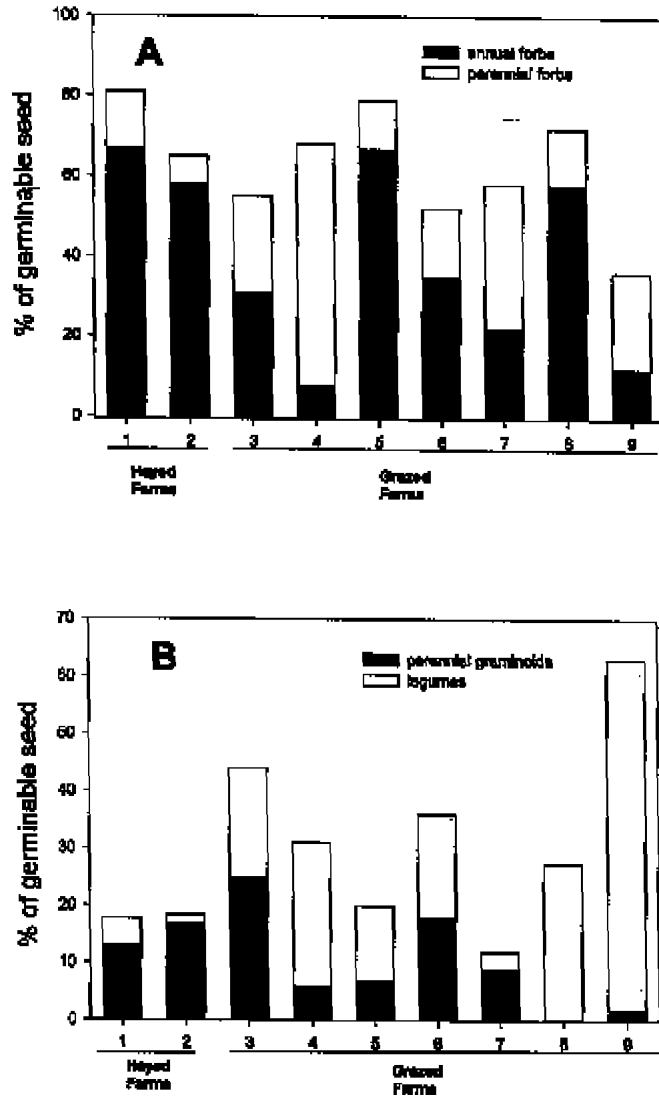 A
annual forbs
perennial forbs
% of germinable seed
100
80
60
40
20
0
1 2 3 4 5 6 7 8 9
Hayed Grazed
Farms Farms
B
perennial graminoids
legumes
% of germinable seed
70
60
50
40
30
20
10
0
1 2 3 4 5 6 7 8 9
Hayed Grazed
Farms Farms